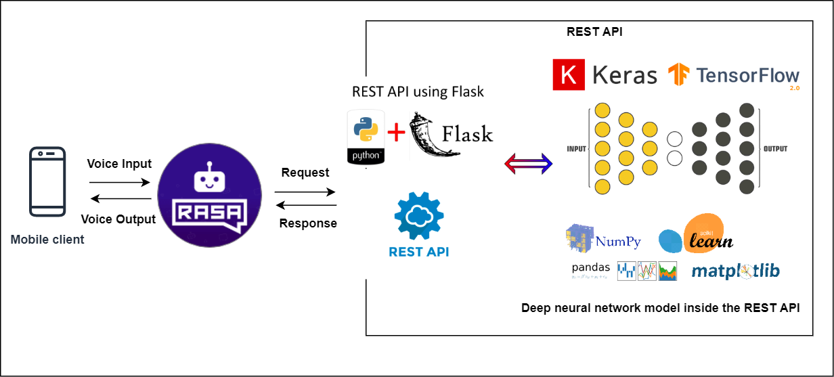 REST API
K Keras
TensorFlow
2.0
REST API using Flask
python
+
Flask
INPUT
OUTPUT
Voice Input
Voice Output
Mobile client
RASA
Request
Response
REST API
NumPy
learn
pandas
matplotlib
Deep neural network model inside the REST API